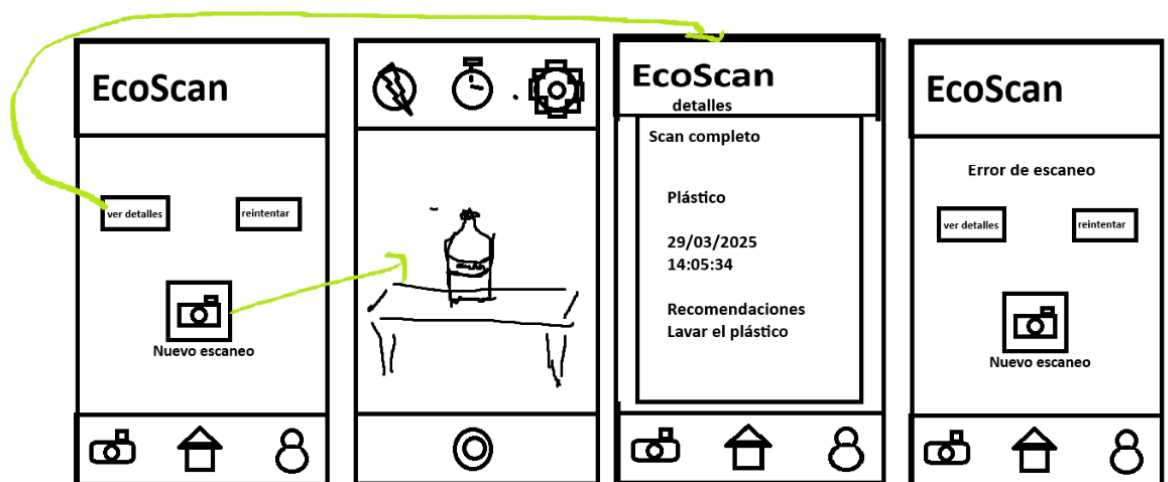 EcoScan
ver detalles
reintentar
Nuevo escaneo
EcoScan
detalles
Scan completo
Plástico
29/03/2025
14:05:34
Recomendaciones
Lavar el plástico
EcoScan
Error de escaneo
ver detalles
reintentar
Nuevo escaneo